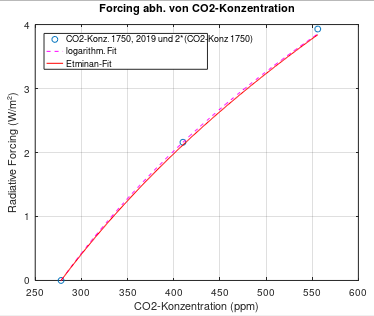 Forcing abh. von CO2-Konzentration
CO2-Konz. 1750, 2019 und 2*(CO2-Konz 1750)
logarithm. Fit
Etminan-Fit
4
3
2
1
0
Radiative Forcing (W/m²)
250 300 350 400 450 500 550 600
CO2-Konzentration (ppm)